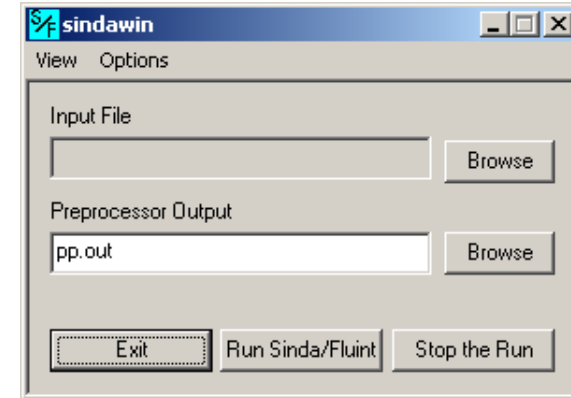 S/F sindawin
View Options
Input File
Browse
Preprocessor Output
pp.out Browse
Exit Run Sinda/Fluint Stop the Run